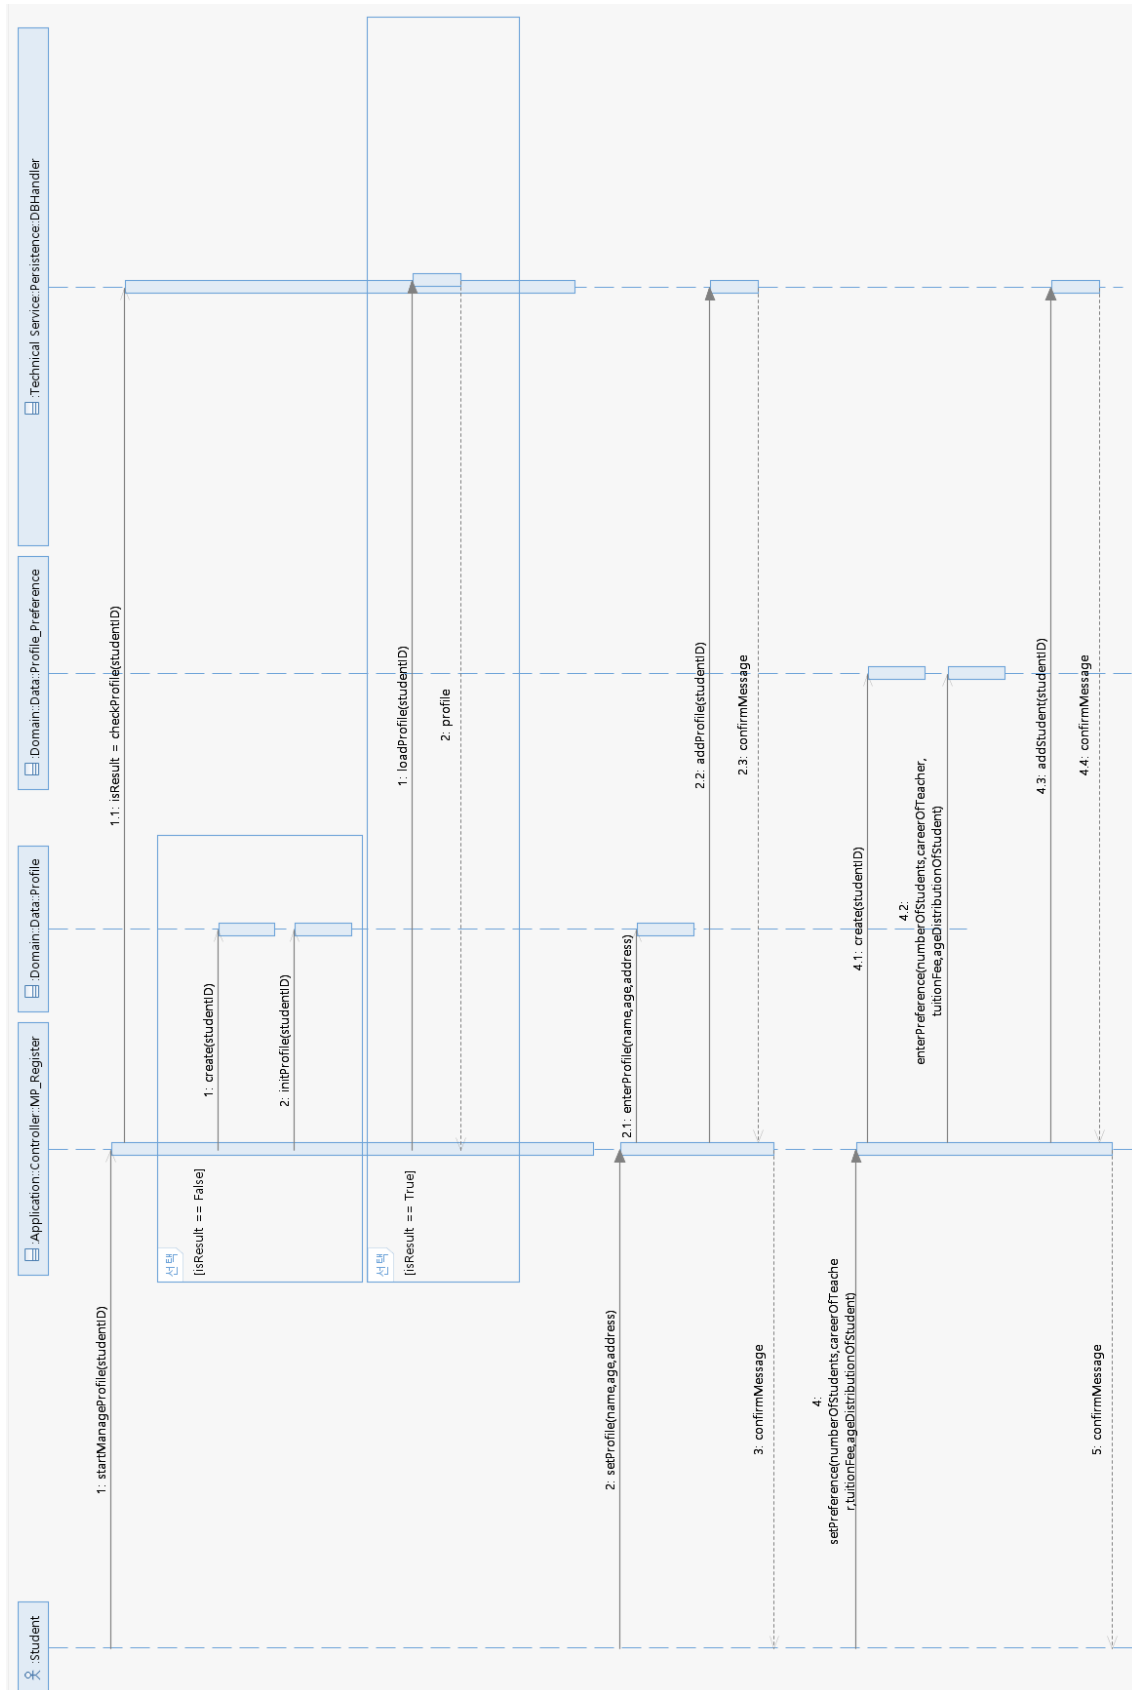 :Student
:Application::Controller::MP_Register
:Domain::Data::Profile
:Domain::Data::Profile_Preference
:Technical Service::Persistence::DBHandler
1: startManageProfile(studentID)
1.1: isResult = checkProfile(studentID)
선택
[isResult == False]
1: create(studentID)
2: initProfile(studentID)
선택
[isResult == True]
1: loadProfile(studentID)
2: profile
2: setProfile(name,age,address)
2.1: enterProfile(name,age,address)
2.2: addProfile(studentID)
2.3: confirmMessage
3: confirmMessage
4:
setPreference(numberOfStudents,careerOfTeache
r,tuitionFee,ageDistributionOfStudent)
4.1: create(studentID)
4.2:
enterPreference(numberOfStudents,careerOfTeacher,
tuitionFee,ageDistributionOfStudent)
4.3: addStudent(studentID)
4.4: confirmMessage
5: confirmMessage